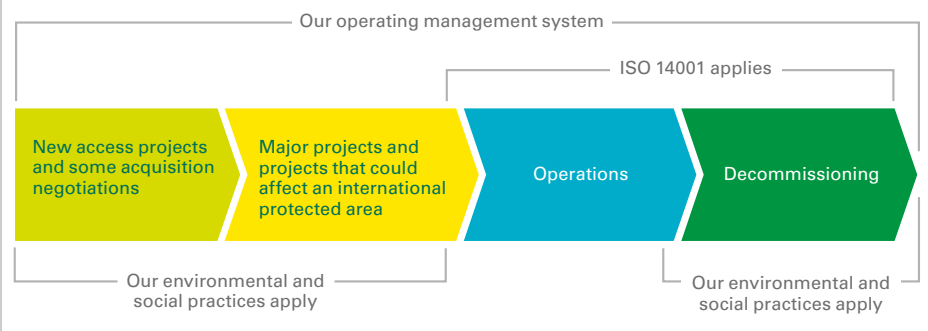 Our operating management system
ISO 14001 applies
New access projects
and some acquisition
negotiations
Major projects and
projects that could
affect an international
protected area
Operations
Decommissioning
Our environmental and
social practices apply
Our environmental and
social practices apply